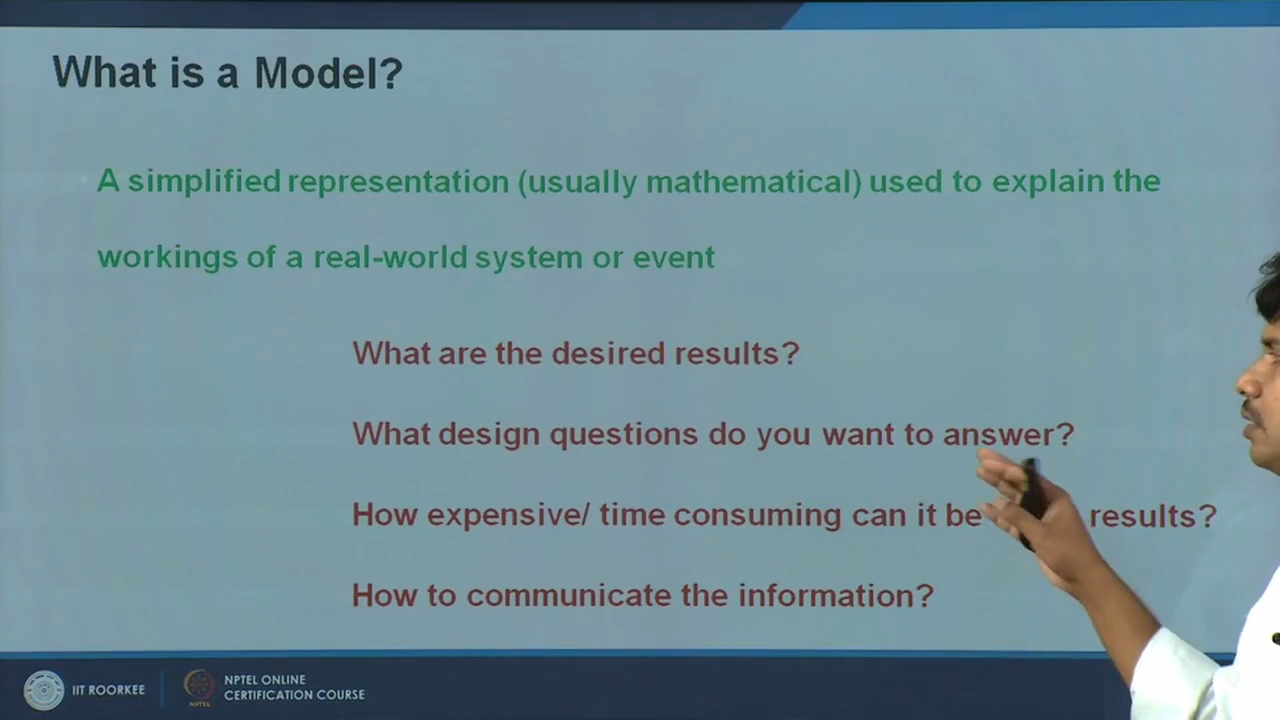 What is a Model?
A simplified representation (usually mathematical) used to explain the
workings of a real-world system or event
What are the desired results?
What design questions do you want to answer?
How expensive/ time consuming can it be results?
How to communicate the information?
IIT ROORKEE
NPTEL ONLINE
CERTIFICATION COURSE
NPTEL